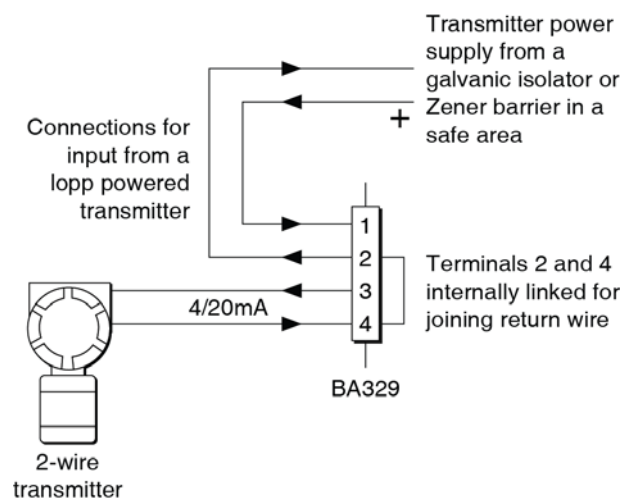 Transmitter power
supply from a
galvanic isolator or
Zener barrier in a
safe area
+
Connections for
input from a
lopp powered
transmitter
1
2
3
4
4/20mA
Terminals 2 and 4
internally linked for
joining return wire
BA329
2-wire
transmitter